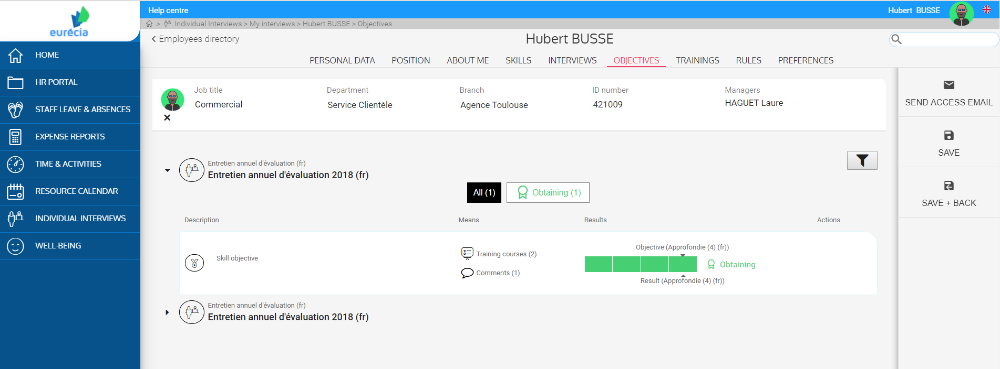 eurécia
Help centre
Hubert BUSSE
> Individual Interviews > My interviews > Hubert BUSSE > Objectives
Employees directory
Hubert BUSSE
PERSONAL DATA POSITION ABOUT ME SKILLS INTERVIEWS OBJECTIVES TRAININGS RULES PREFERENCES
HOME
HR PORTAL
STAFF LEAVE & ABSENCES
EXPENSE REPORTS
TIME & ACTIVITIES
RESOURCE CALENDAR
INDIVIDUAL INTERVIEWS
WELL-BEING
Job title Department Branch ID number Managers
Commercial Service Clientèle Agence Toulouse 421009 HAGUET Laure
SEND ACCESS EMAIL
SAVE
SAVE + BACK
Entretien annuel d'évaluation (fr)
Entretien annuel d'évaluation 2018 (fr)
All (1) Obtaining (1)
Description Means Results Actions
Skill objective
Training courses (2)
Comments (1)
Objective (Approfondie (4) (fr))
Obtaining
Result (Approfondie (4) (fr))
Entretien annuel d'évaluation (fr)
Entretien annuel d'évaluation 2018 (fr)